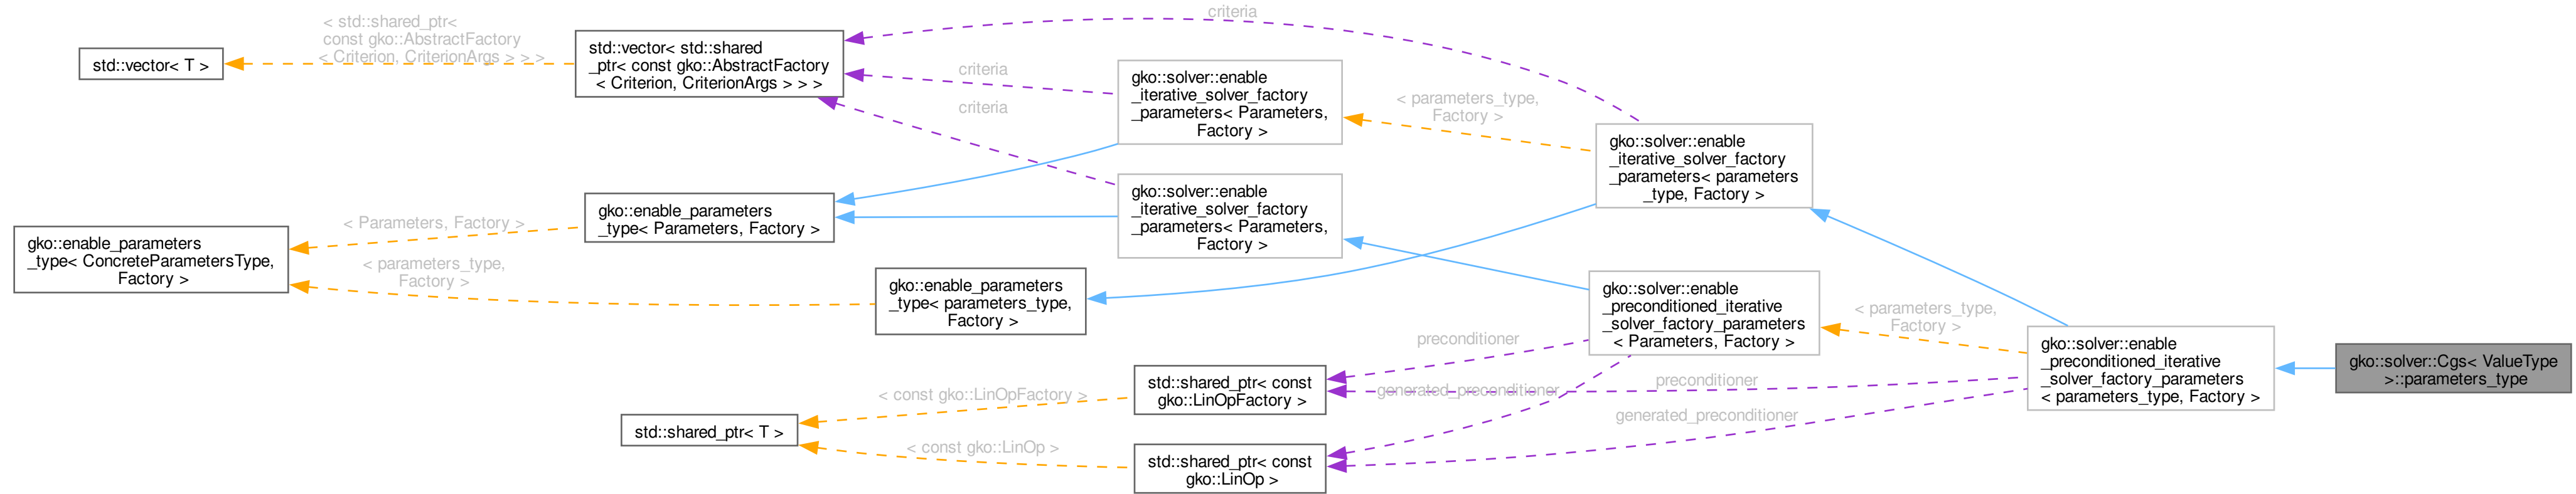 std::vector< T >
< std::shared_ptr<
const gko::AbstractFactory
< Criterion, CriterionArgs > > >
std::vector< std::shared
_ptr< const gko::AbstractFactory
< Criterion, CriterionArgs > > >
criteria
criteria
criteria
gko::solver::enable
_iterative_solver_factory
_parameters< Parameters,
Factory >
< parameters_type,
Factory >
gko::solver::enable
_iterative_solver_factory
_parameters< parameters
_type, Factory >
gko::enable_parameters
_type< ConcreteParametersType,
Factory >
< Parameters, Factory >
< parameters_type,
Factory >
gko::enable_parameters
_type< Parameters, Factory >
gko::solver::enable
_iterative_solver_factory
_parameters< Parameters,
Factory >
gko::enable_parameters
_type< parameters_type,
Factory >
gko::solver::enable
_preconditioned_iterative
_solver_factory_parameters
< Parameters, Factory >
< parameters_type,
Factory >
gko::solver::enable
_preconditioned_iterative
_solver_factory_parameters
< parameters_type, Factory >
gko::solver::Cgs< ValueType
>::parameters_type
preconditioner
generated_preconditioner
preconditioner
generated_preconditioner
std::shared_ptr< const
gko::LinOpFactory >
< const gko::LinOpFactory >
std::shared_ptr< T >
< const gko::LinOp >
std::shared_ptr< const
gko::LinOp >